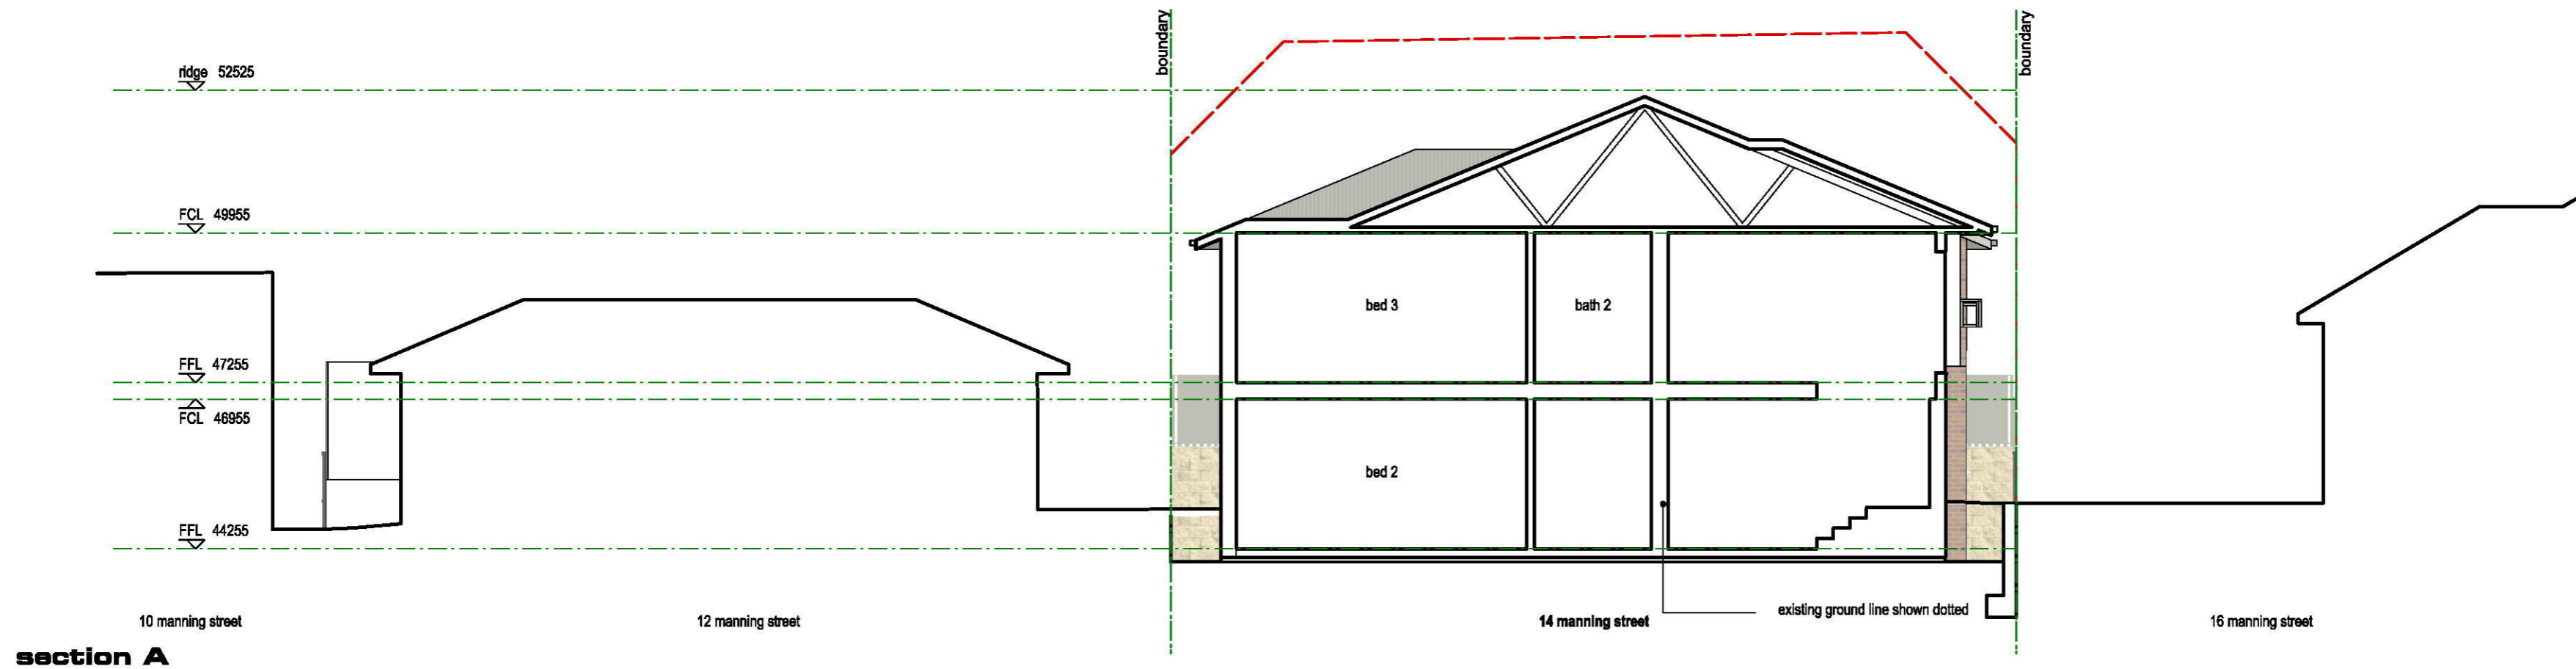 boundary
boundary
ridge 52525
FCL 49955
bed 3
bath 2
FFL 47255
FCL 46955
bed 2
FFL 44255
existing ground line shown dotted
10 manning street
12 manning street
14 manning street
16 manning street
section A